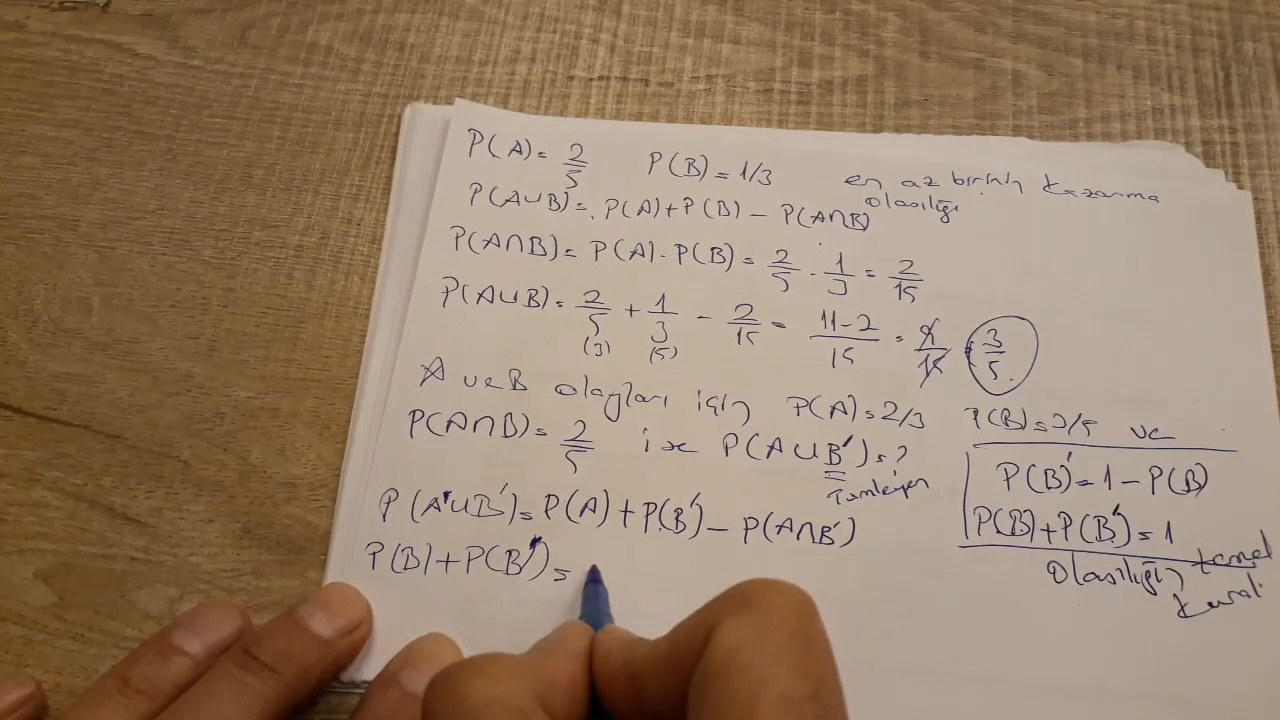 P(A)= 2/5 P(B)=1/3 en az birinin kazanma
olasılığı
P(A∪B)= P(A)+P(B)-P(A∩B)
P(A∩B)= P(A).P(B)= 2/5 . 1/3 = 2/15
P(A∪B)= 2/5 + 1/3 - 2/15 = 11-2/15 = 9/15 = 3/5
(3) (5)
A ve B olayları için P(A)=2/3 P(B)=3/5 ve
P(A∩B)= 2/5 ise P(A∪B')=?
Tümleyen
P(B)'=1-P(B)
P(A∪B')=P(A)+P(B')-P(A∩B')
P(B)+P(B')=1
Olasılığın temel
kuralı
P(B)+P(B')=